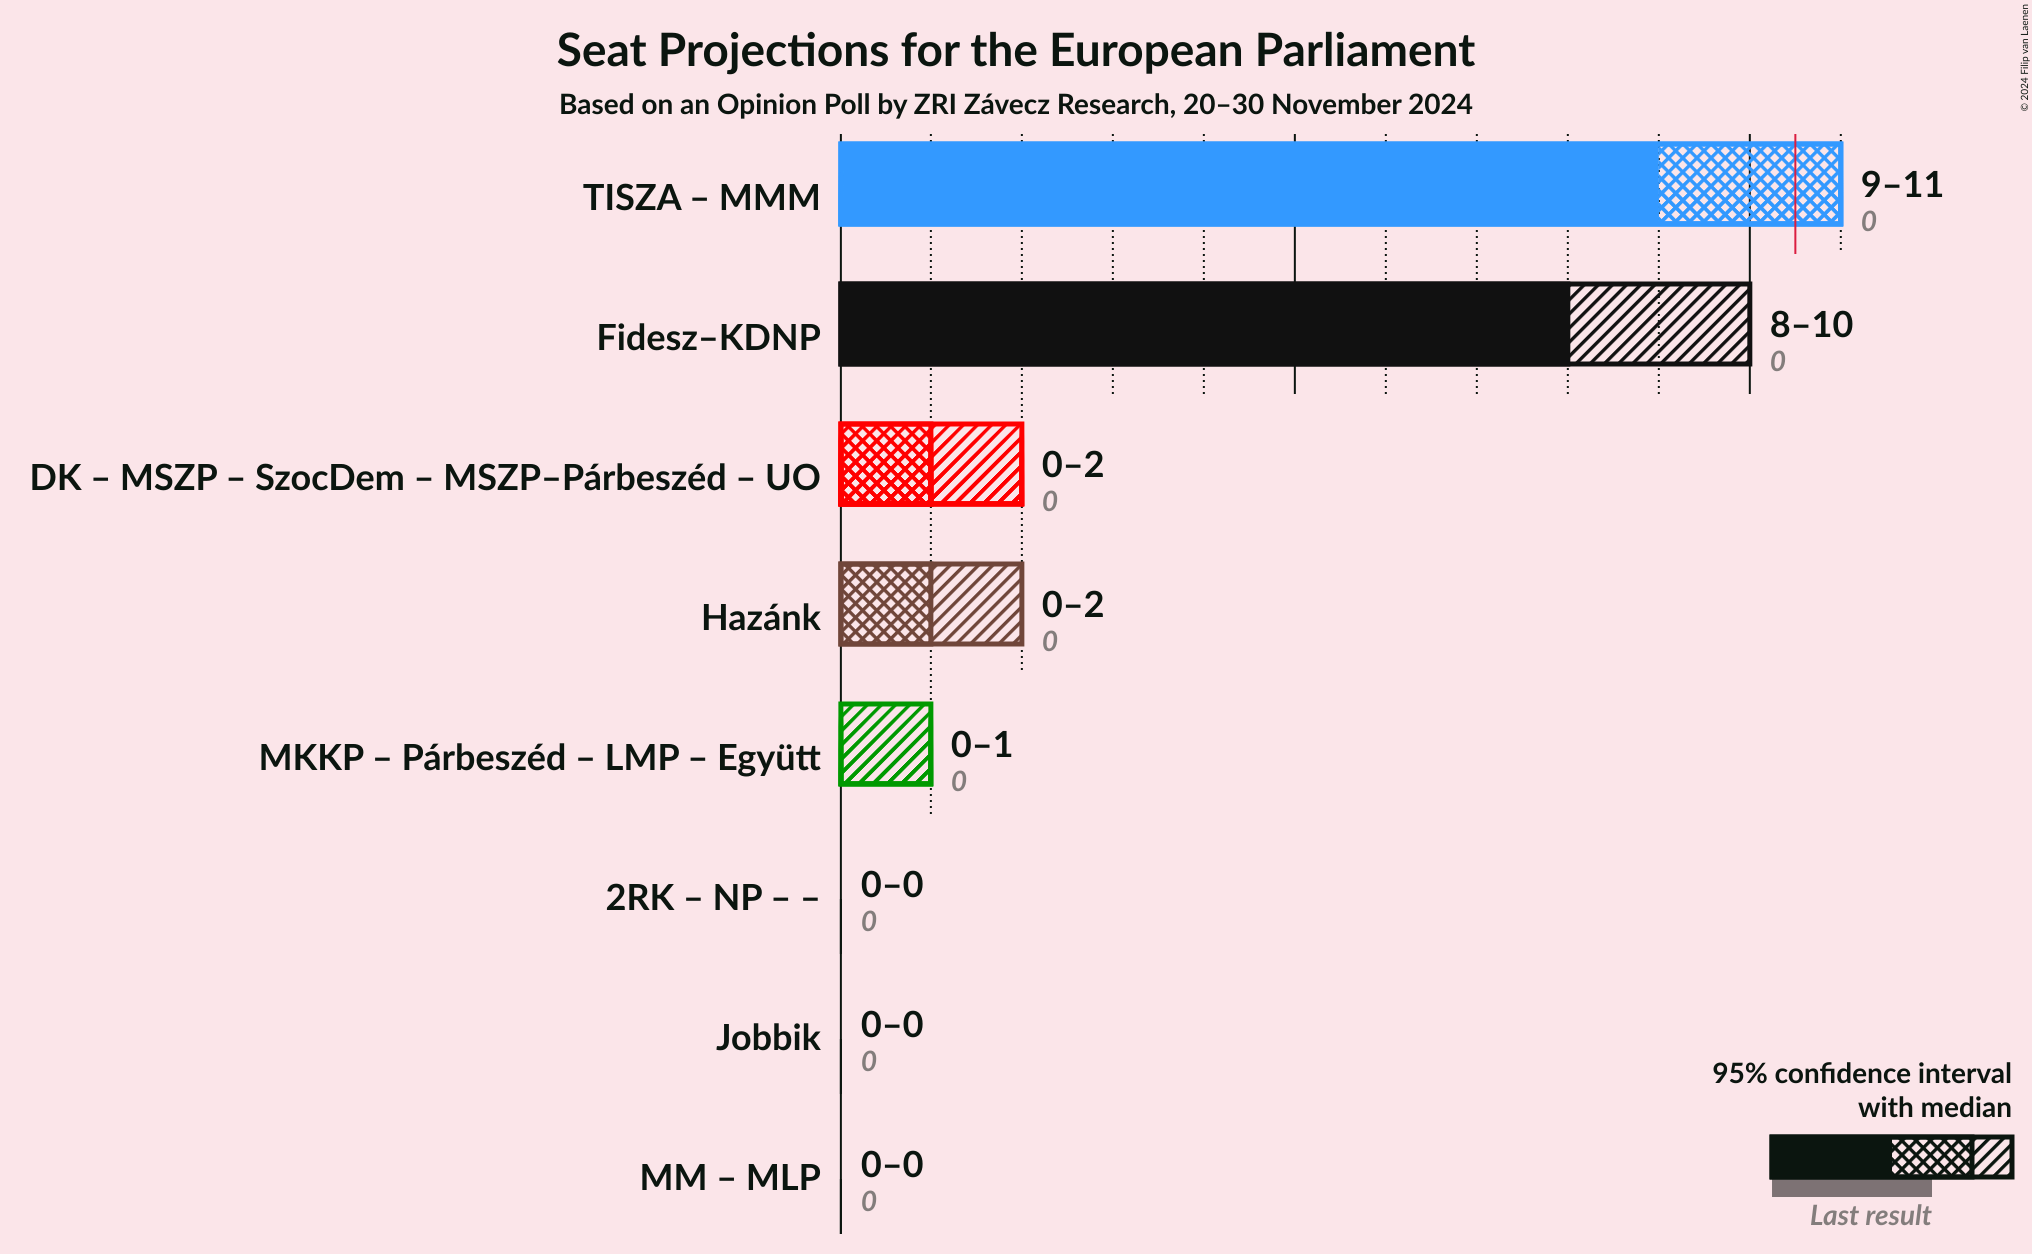 Seat Projections for the European Parliament
Based on an Opinion Poll by ZRI Závecz Research, 20–30 November 2024
© 2024 Filip van Laenen
TISZA – MMM
9–11
0
Fidesz–KDNP
8–10
0
DK – MSZP – SzocDem – MSZP–Párbeszéd – UO
0–2
0
Hazánk
0–2
0
MKKP – Párbeszéd – LMP – Együtt
0–1
0
2RK – NP – –
0–0
0
Jobbik
0–0
0
MM – MLP
0–0
0
95% confidence interval
with median
Last result